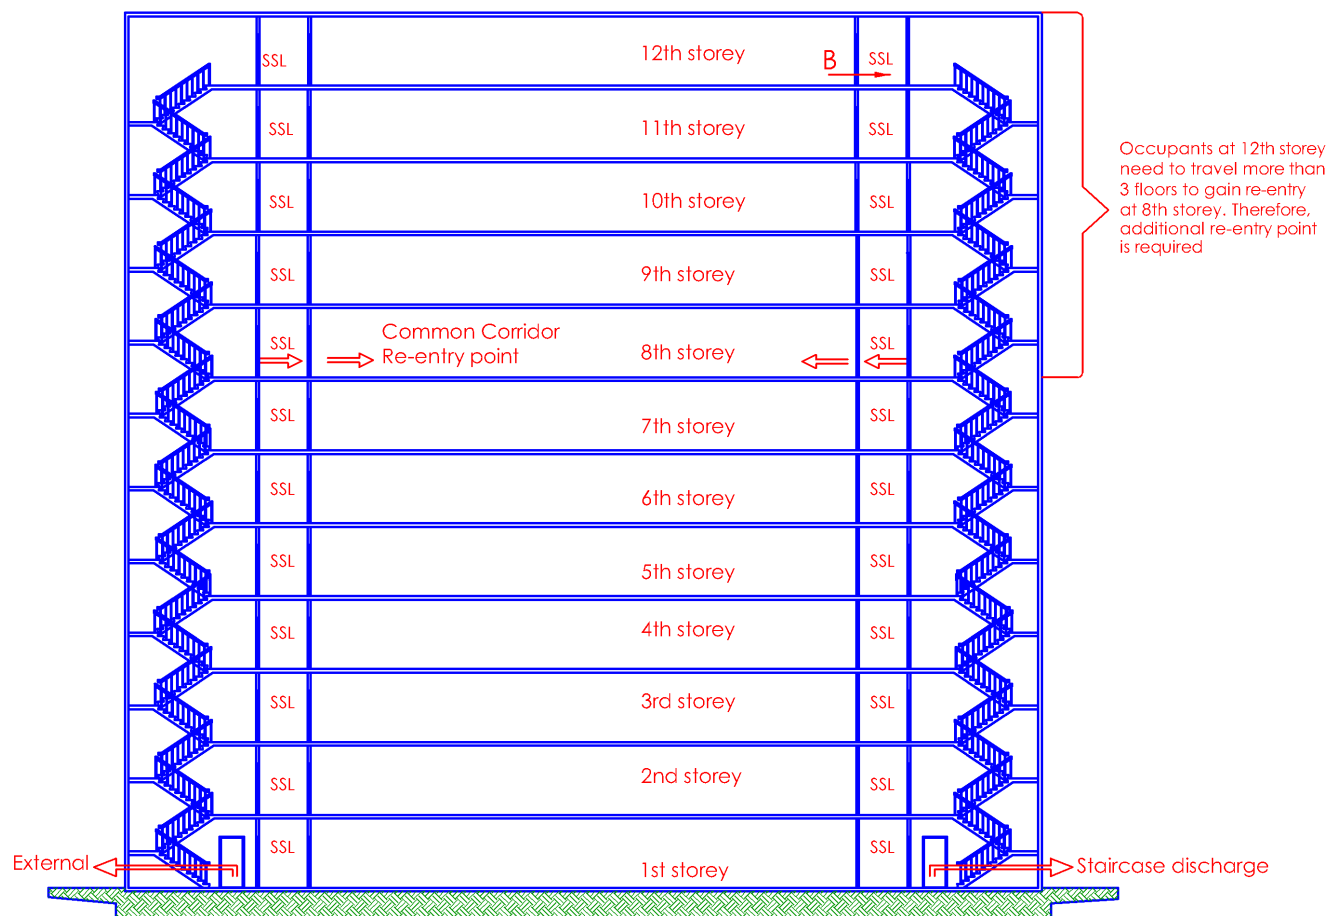 12th storey
SSL
B
SSL
SSL
11th storey
SSL
Occupants at 12th storey
need to travel more than
3 floors to gain re-entry
at 8th storey. Therefore,
additional re-entry point
is required
SSL
10th storey
SSL
SSL
9th storey
SSL
SSL
Common Corridor
Re-entry point
8th storey
SSL
SSL
7th storey
SSL
SSL
6th storey
SSL
SSL
5th storey
SSL
SSL
4th storey
SSL
SSL
3rd storey
SSL
SSL
2nd storey
SSL
SSL
SSL
External
1st storey
Staircase discharge